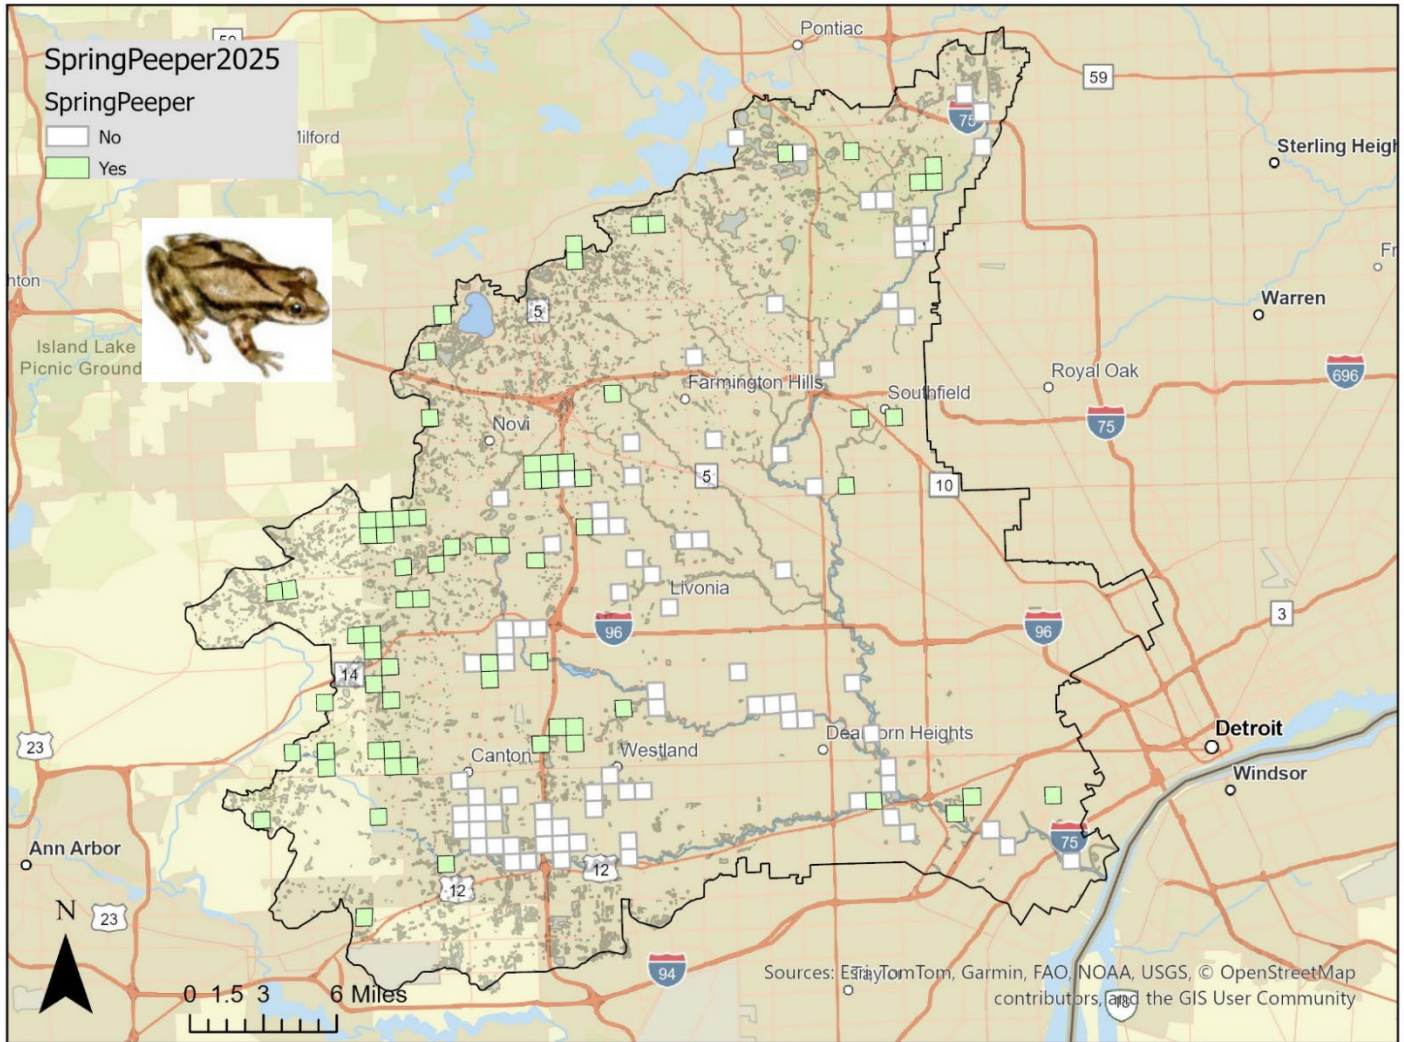 SpringPeeper2025
SpringPeeper
No
Yes
Pontiac
59
59
75
Sterling Heigh
Warren
Island Lake
Picnic Ground
5
Farmington Hills
Southfield
Royal Oak
696
75
Novi
5
10
Livonia
96
96
3
14
23
Canton
Westland
Dearborn Heights
Detroit
Windsor
Ann Arbor
12
12
75
N
23
94
0 1.5 3 6 Miles
Sources: Esri, TomTom, Garmin, FAO, NOAA, USGS, © OpenStreetMap
contributors, and the GIS User Community
Taylor